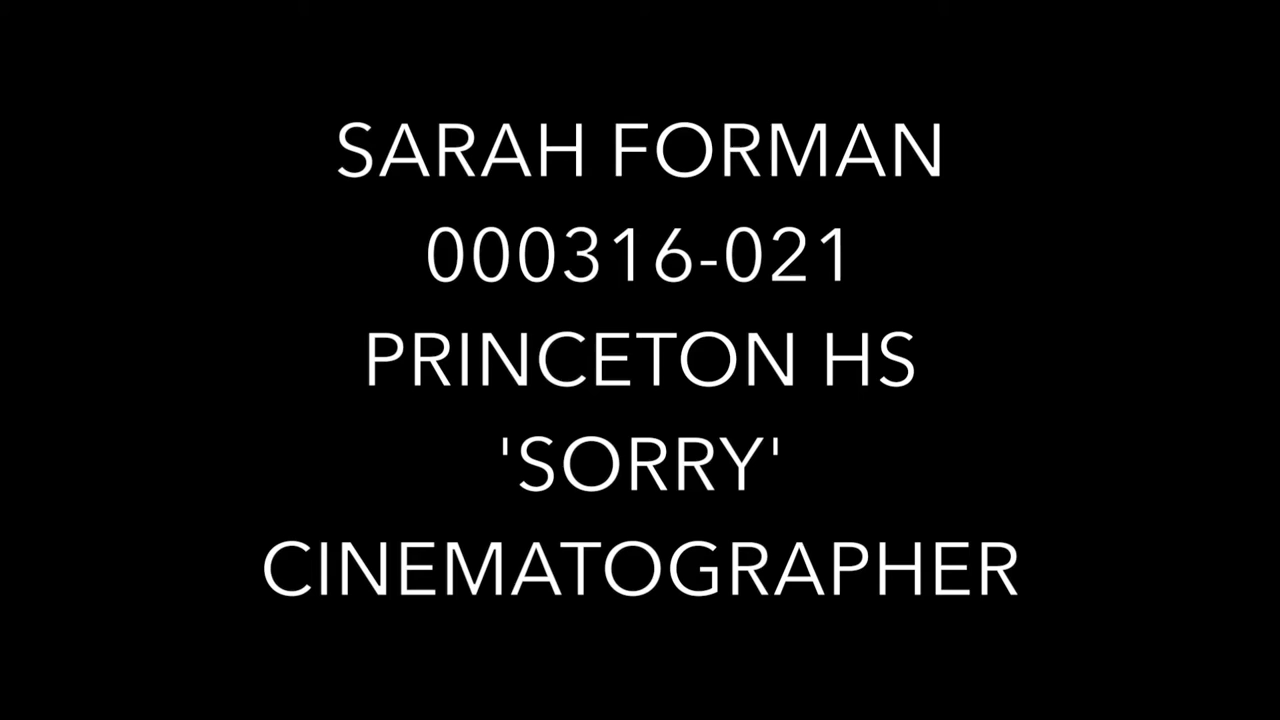 SARAH FORMAN
000316-021
PRINCETON HS
'SORRY'
CINEMATOGRAPHER